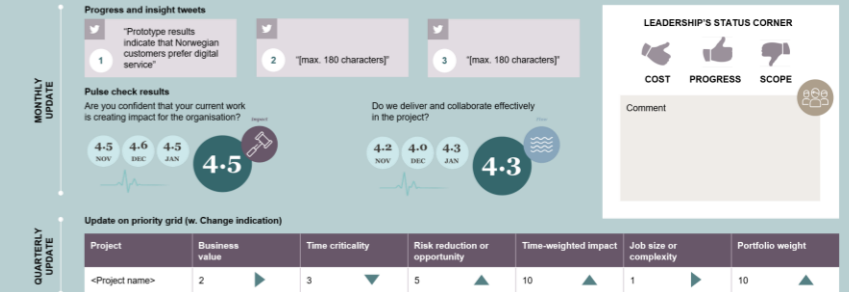 Progress and insight tweets
"Prototype results
indicate that Norwegian
customers prefer digital
service"
1
2
"[max. 180 characters]"
3
"[max. 180 characters]"
LEADERSHIP'S STATUS CORNER
COST
PROGRESS
SCOPE
Comment
MONTHLY
UPDATE
Pulse check results
Are you confident that your current work
is creating impact for the organisation?
Impact
4.5
NOV
4.6
DEC
4.5
JAN
4.5
Do we deliver and collaborate effectively
in the project?
4.2
NOV
4.0
DEC
4.3
JAN
4.3
QUARTERLY
UPDATE
Update on priority grid (w. Change indication)
Project
Business
value
Time criticality
Risk reduction or
opportunity
Time-weighted impact
Job size or
complexity
Portfolio weight
<Project name>
2
3
5
10
1
10